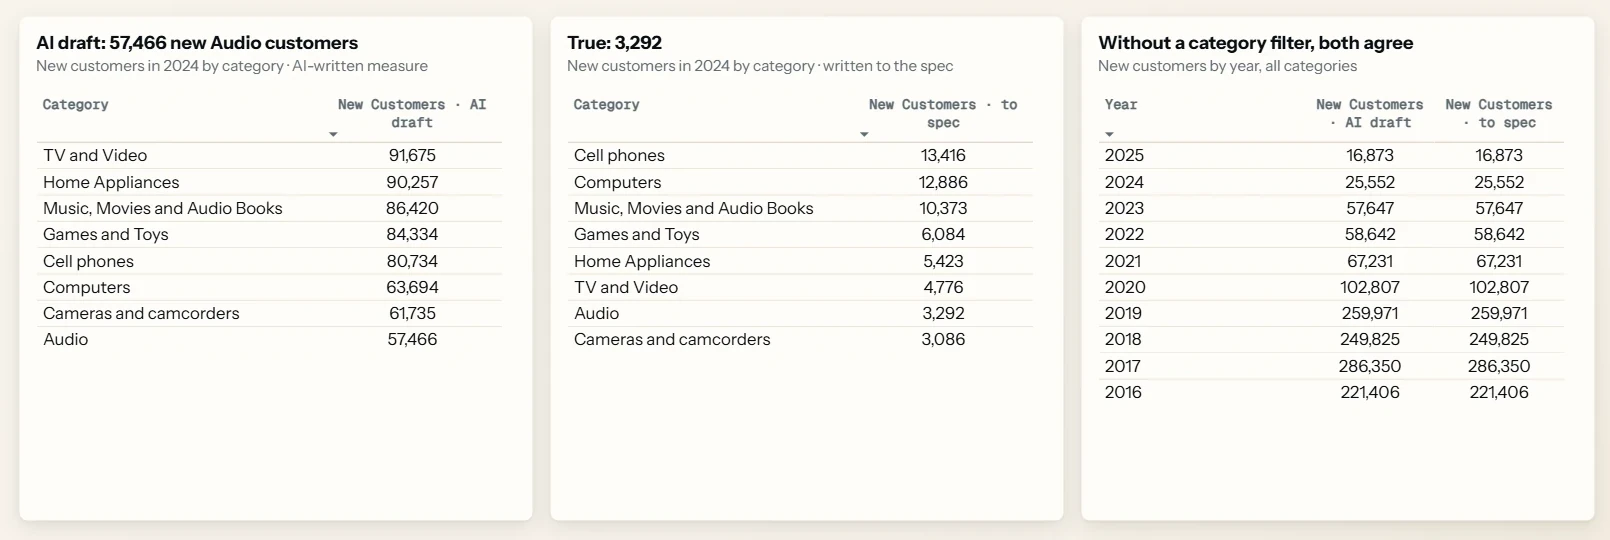 AI draft: 57,466 new Audio customers
New customers in 2024 by category · AI-written measure
Category New Customers · AI
draft
TV and Video 91,675
Home Appliances 90,257
Music, Movies and Audio Books 86,420
Games and Toys 84,334
Cell phones 80,734
Computers 63,694
Cameras and camcorders 61,735
Audio 57,466
True: 3,292
New customers in 2024 by category · written to the spec
Category New Customers · to
spec
Cell phones 13,416
Computers 12,886
Music, Movies and Audio Books 10,373
Games and Toys 6,084
Home Appliances 5,423
TV and Video 4,776
Audio 3,292
Cameras and camcorders 3,086
Without a category filter, both agree
New customers by year, all categories
Year New Customers New Customers
· AI draft · to spec
2025 16,873 16,873
2024 25,552 25,552
2023 57,647 57,647
2022 58,642 58,642
2021 67,231 67,231
2020 102,807 102,807
2019 259,971 259,971
2018 249,825 249,825
2017 286,350 286,350
2016 221,406 221,406